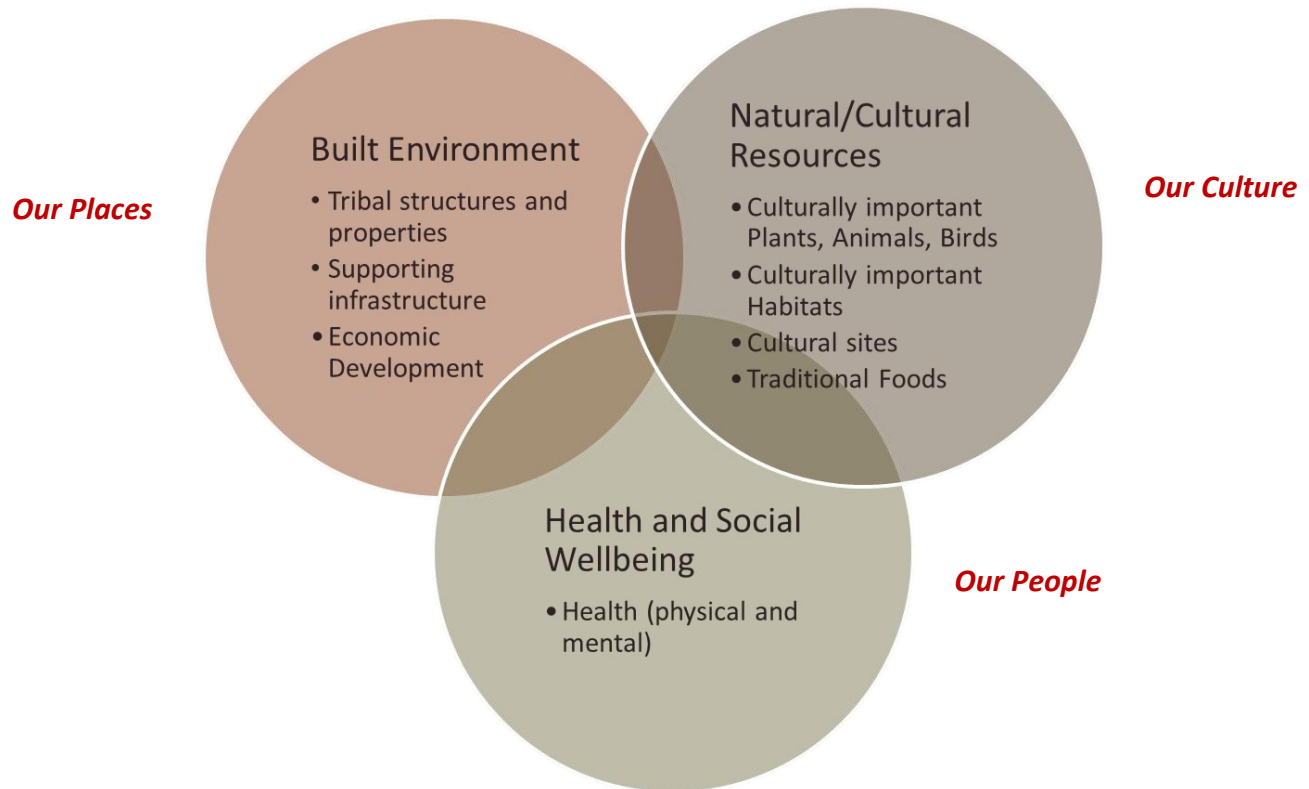 Our Places
Built Environment
• Tribal structures and
properties
• Supporting
infrastructure
• Economic
Development
Natural/Cultural
Resources
• Culturally important
Plants, Animals, Birds
• Culturally important
Habitats
• Cultural sites
• Traditional Foods
Our Culture
Health and Social
Wellbeing
• Health (physical and
mental)
Our People